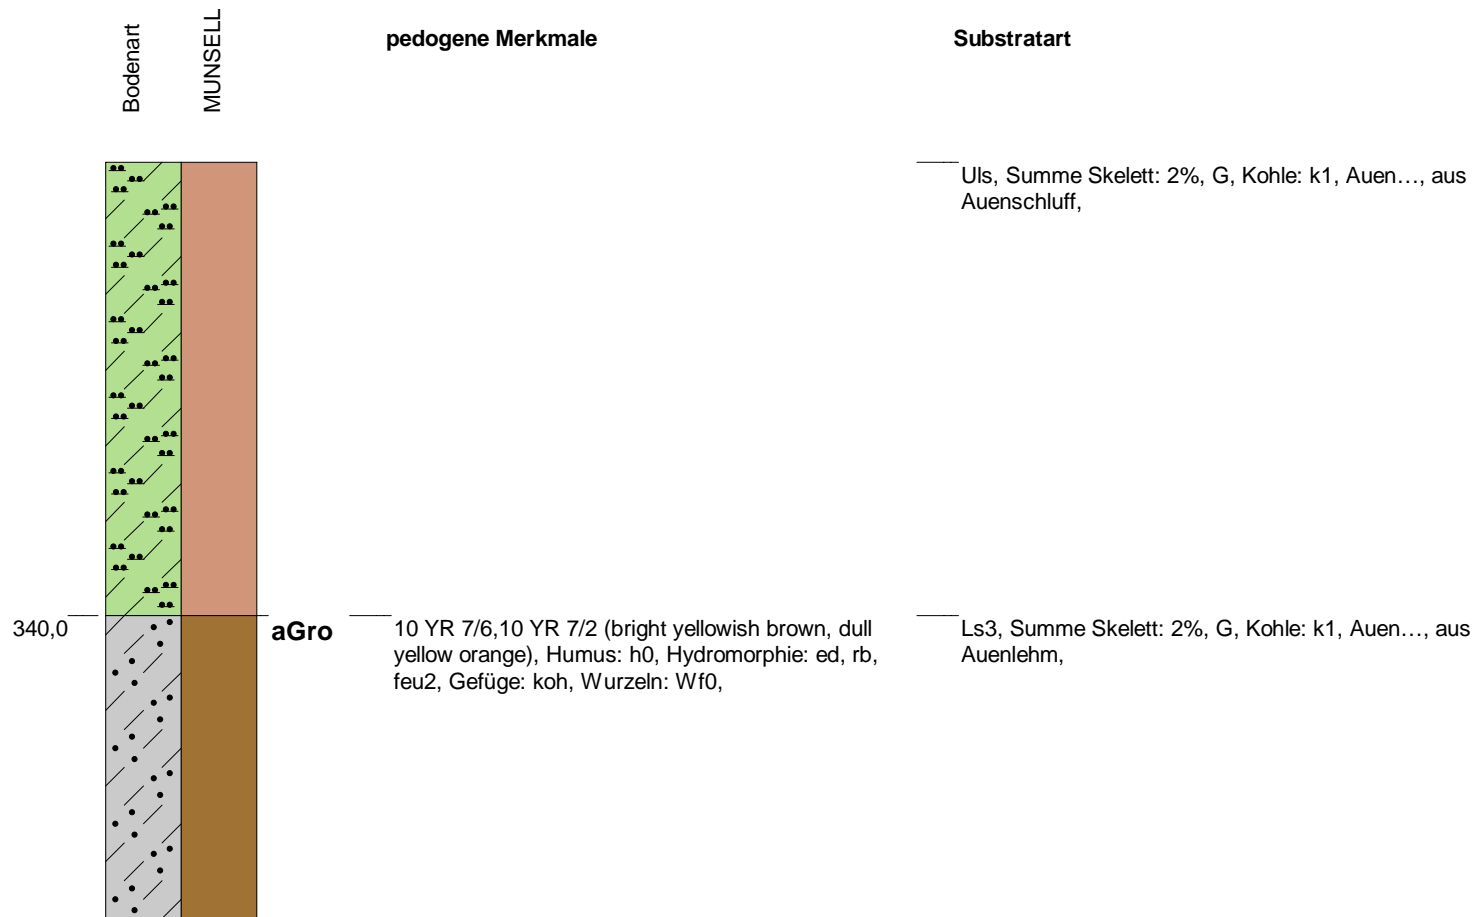 Bodenart
MUNSELL
pedogene Merkmale
Substratart
Uls, Summe Skelett: 2%, G, Kohle: k1, Auen…, aus
Auenschluff,
340,0
aGro
10 YR 7/6,10 YR 7/2 (bright yellowish brown, dull
yellow orange), Humus: h0, Hydromorphie: ed, rb,
feu2, Gefüge: koh, Wurzeln: Wf0,
Ls3, Summe Skelett: 2%, G, Kohle: k1, Auen…, aus
Auenlehm,